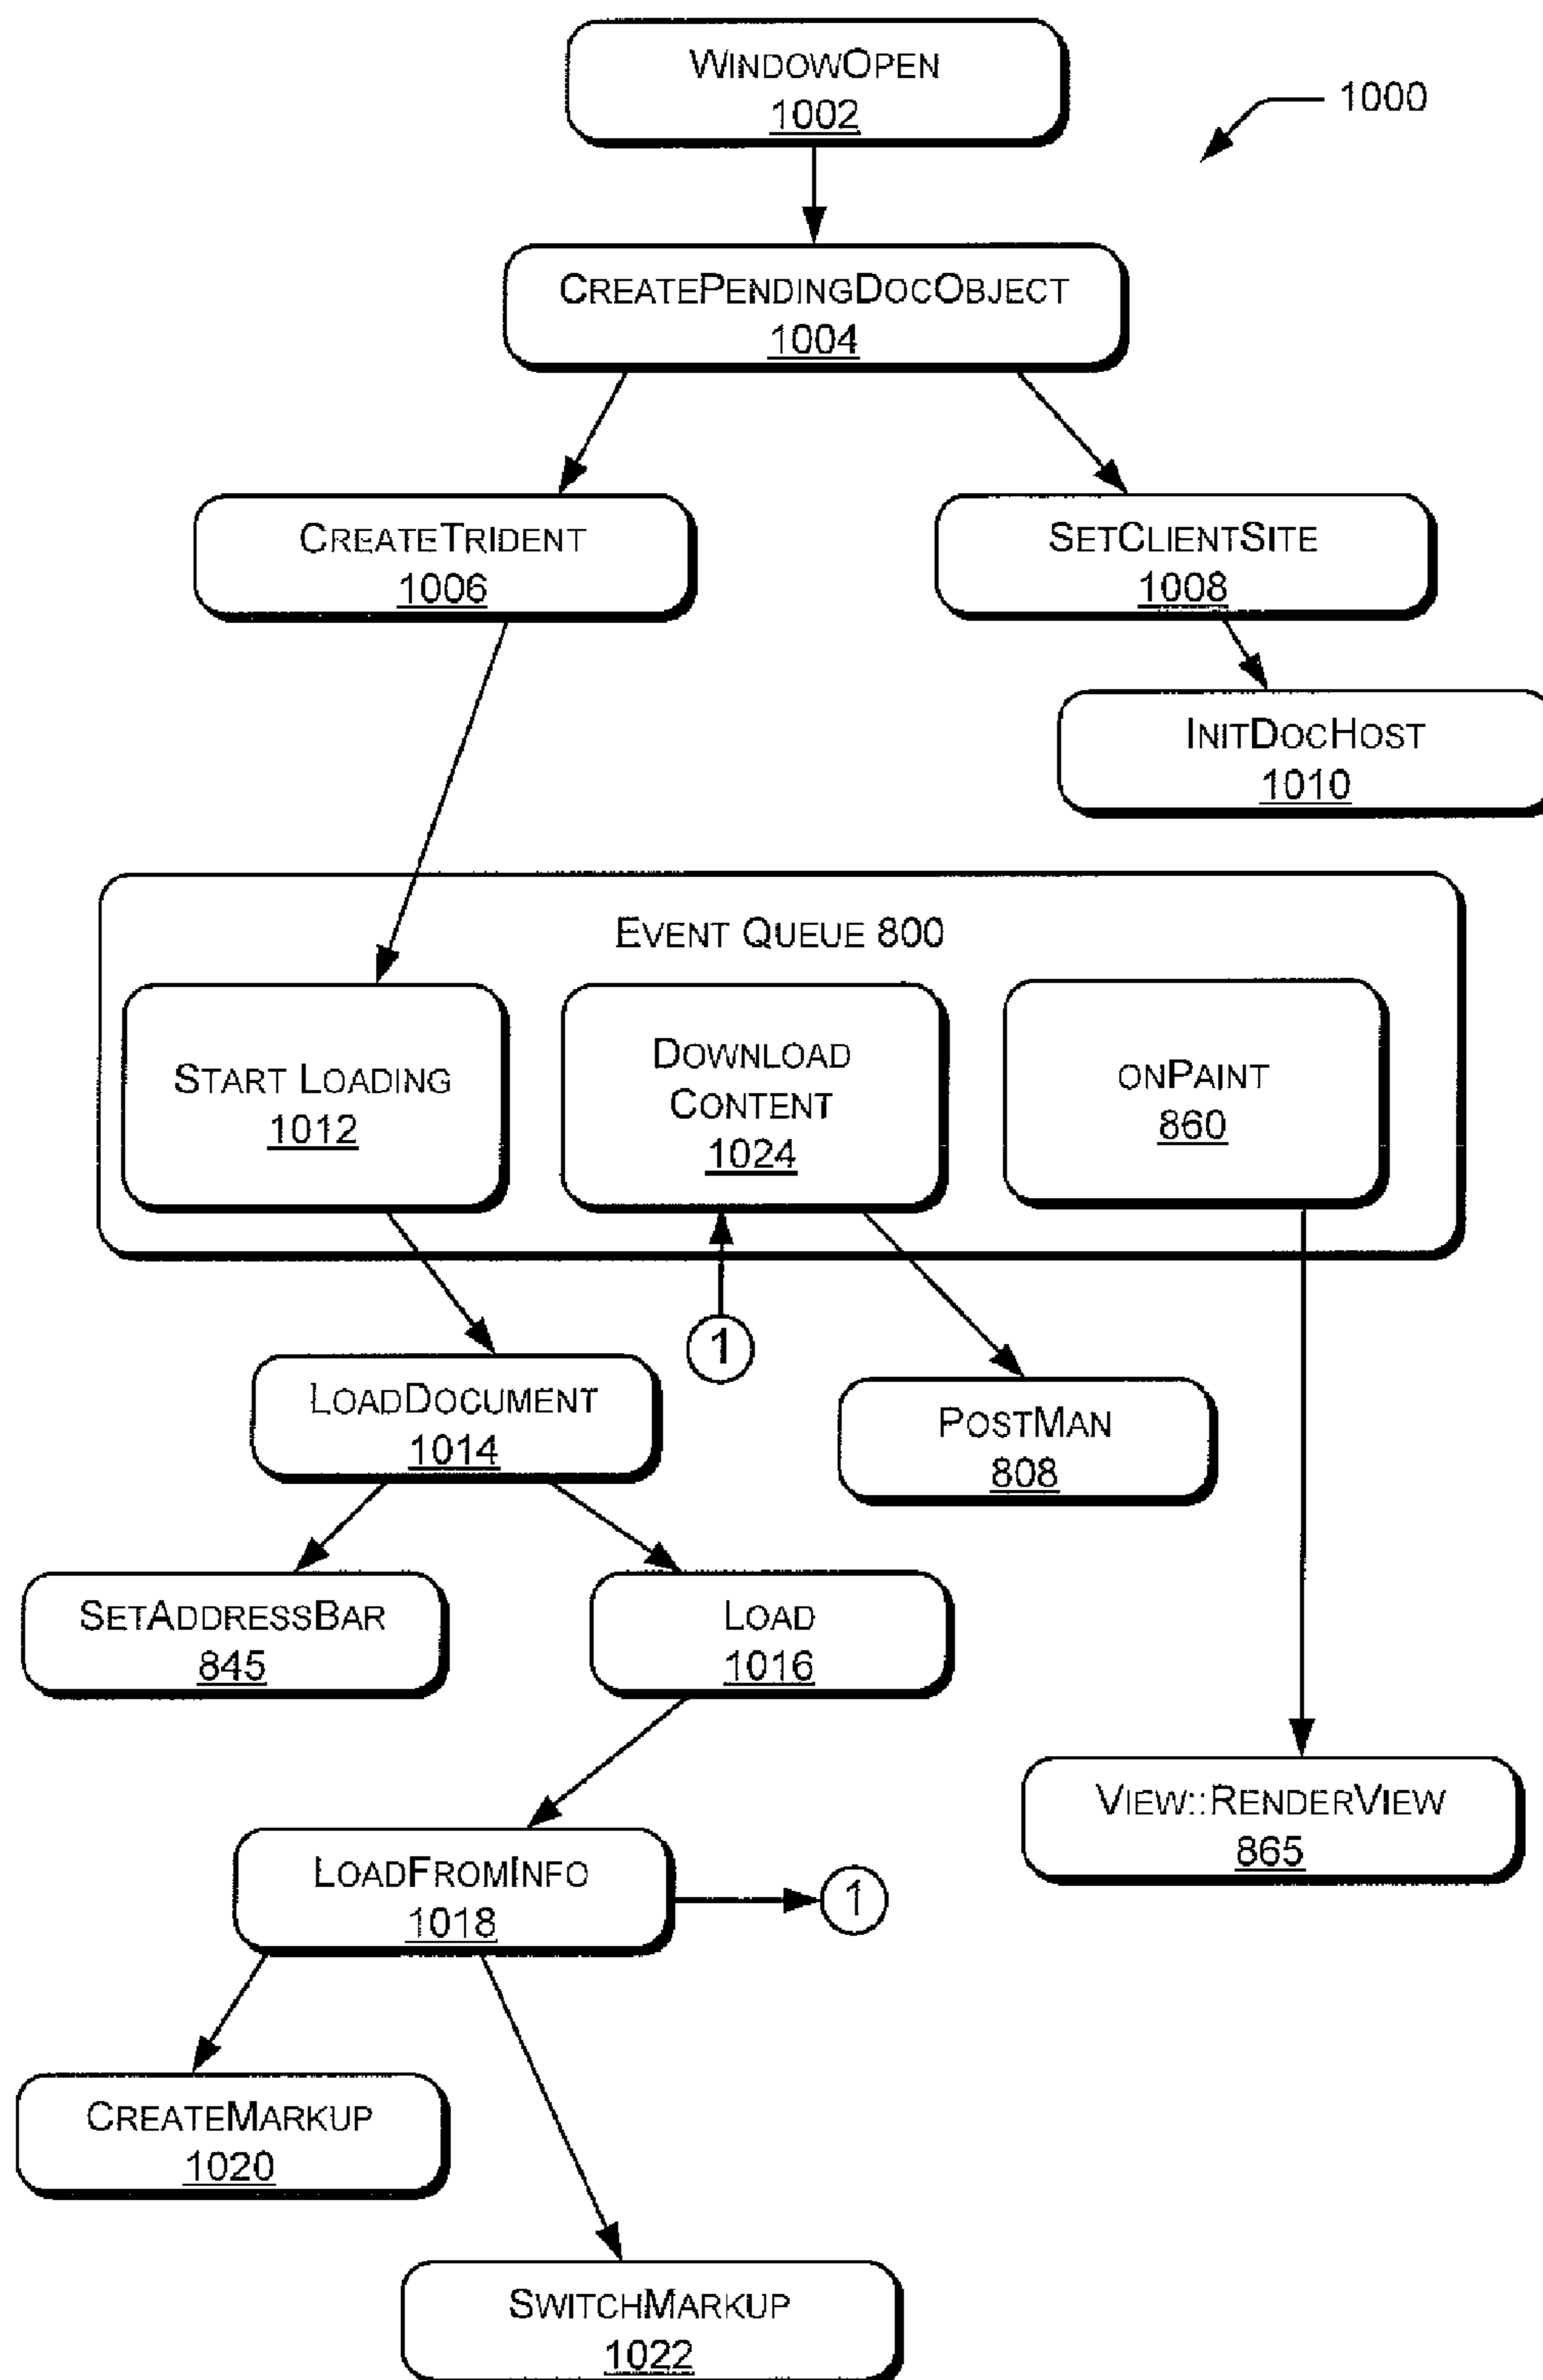 WINDOWOPEN
1002
1000
CREATEPENDINGDOCOBJECT
1004
CREATETRIDENT
1006
SETCLIENTSITE
1008
INITDOCHOST
1010
EVENT QUEUE 800
START LOADING
1012
DOWNLOAD
CONTENT
1024
ONPAINT
860
1
LOADDOCUMENT
1014
POSTMAN
808
SETADDRESSBAR
845
LOAD
1016
VIEW::RENDERVIEW
865
LOADFROMINFO
1018
1
CREATEMARKUP
1020
SWITCHMARKUP
1022